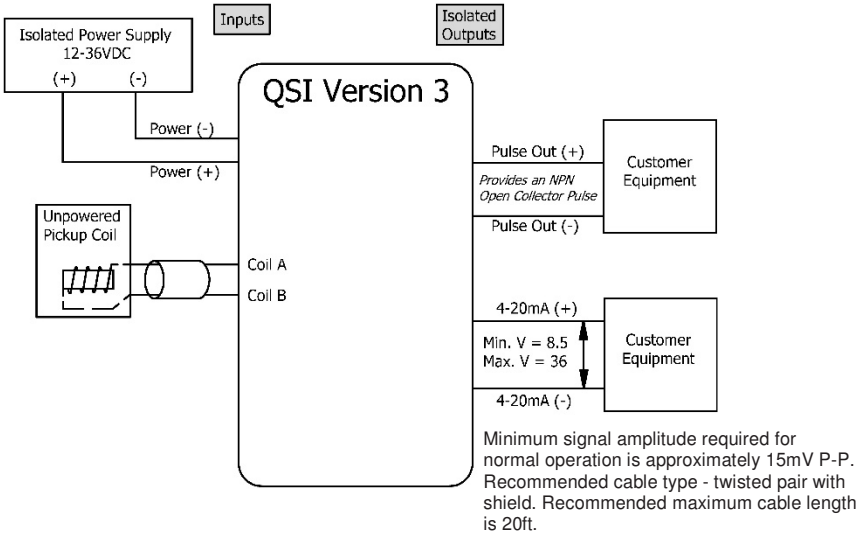 Inputs
Isolated
Outputs
Isolated Power Supply
12-36VDC
(+) (-)
QSI Version 3
Power (-)
Power (+)
Unpowered
Pickup Coil
Coil A
Coil B
Pulse Out (+)
Provides an NPN
Open Collector Pulse
Pulse Out (-)
Customer
Equipment
4-20mA (+)
Min. V = 8.5
Max. V = 36
4-20mA (-)
Customer
Equipment
Minimum signal amplitude required for
normal operation is approximately 15mV P-P.
Recommended cable type - twisted pair with
shield. Recommended maximum cable length
is 20ft.